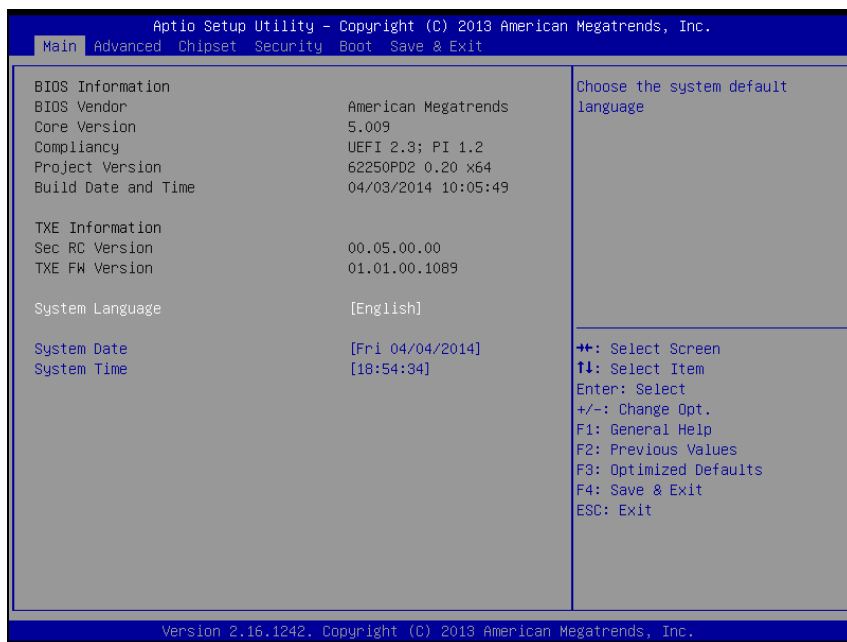 Aptio Setup Utility – Copyright (C) 2013 American Megatrends, Inc.
Main Advanced Chipset Security Boot Save & Exit
BIOS Information
BIOS Vendor American Megatrends
Core Version 5.009
Compliancy UEFI 2.3; PI 1.2
Project Version 62250PD2 0.20 x64
Build Date and Time 04/03/2014 10:05:49
TXE Information
Sec RC Version 00.05.00.00
TXE FW Version 01.01.00.1089
System Language [English]
System Date [Fri 04/04/2014]
System Time [18:54:34]
Choose the system default
language
→←: Select Screen
↑↓: Select Item
Enter: Select
+/-: Change Opt.
F1: General Help
F2: Previous Values
F3: Optimized Defaults
F4: Save & Exit
ESC: Exit
Version 2.16.1242. Copyright (C) 2013 American Megatrends, Inc.